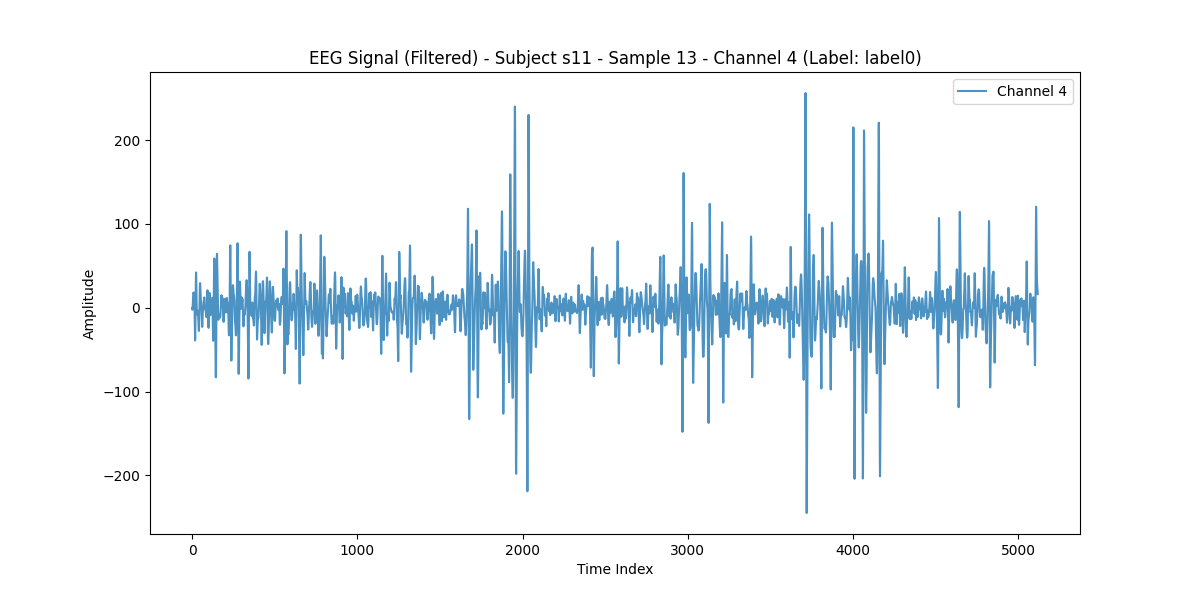 EEG Signal (Filtered) - Subject s11 - Sample 13 - Channel 4 (Label: label0)
Channel 4
200
100
0
−100
−200
Amplitude
0 1000 2000 3000 4000 5000
Time Index